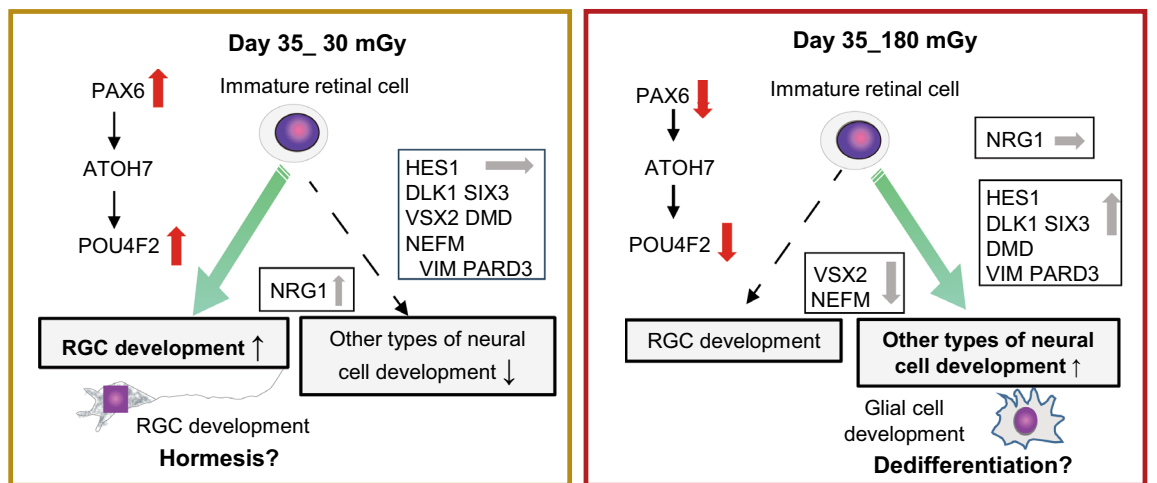 Day 35_ 30 mGy
PAX6
Immature retinal cell
ATOH7
POU4F2
HES1
DLK1 SIX3
VSX2 DMD
NEFM
VIM PARD3
NRG1
RGC development ↑
Other types of neural
cell development ↓
RGC development
Hormesis?
Day 35_180 mGy
PAX6
Immature retinal cell
ATOH7
POU4F2
NRG1
HES1
DLK1 SIX3
DMD
VIM PARD3
VSX2
NEFM
RGC development
Other types of neural
cell development ↑
Glial cell
development
Dedifferentiation?